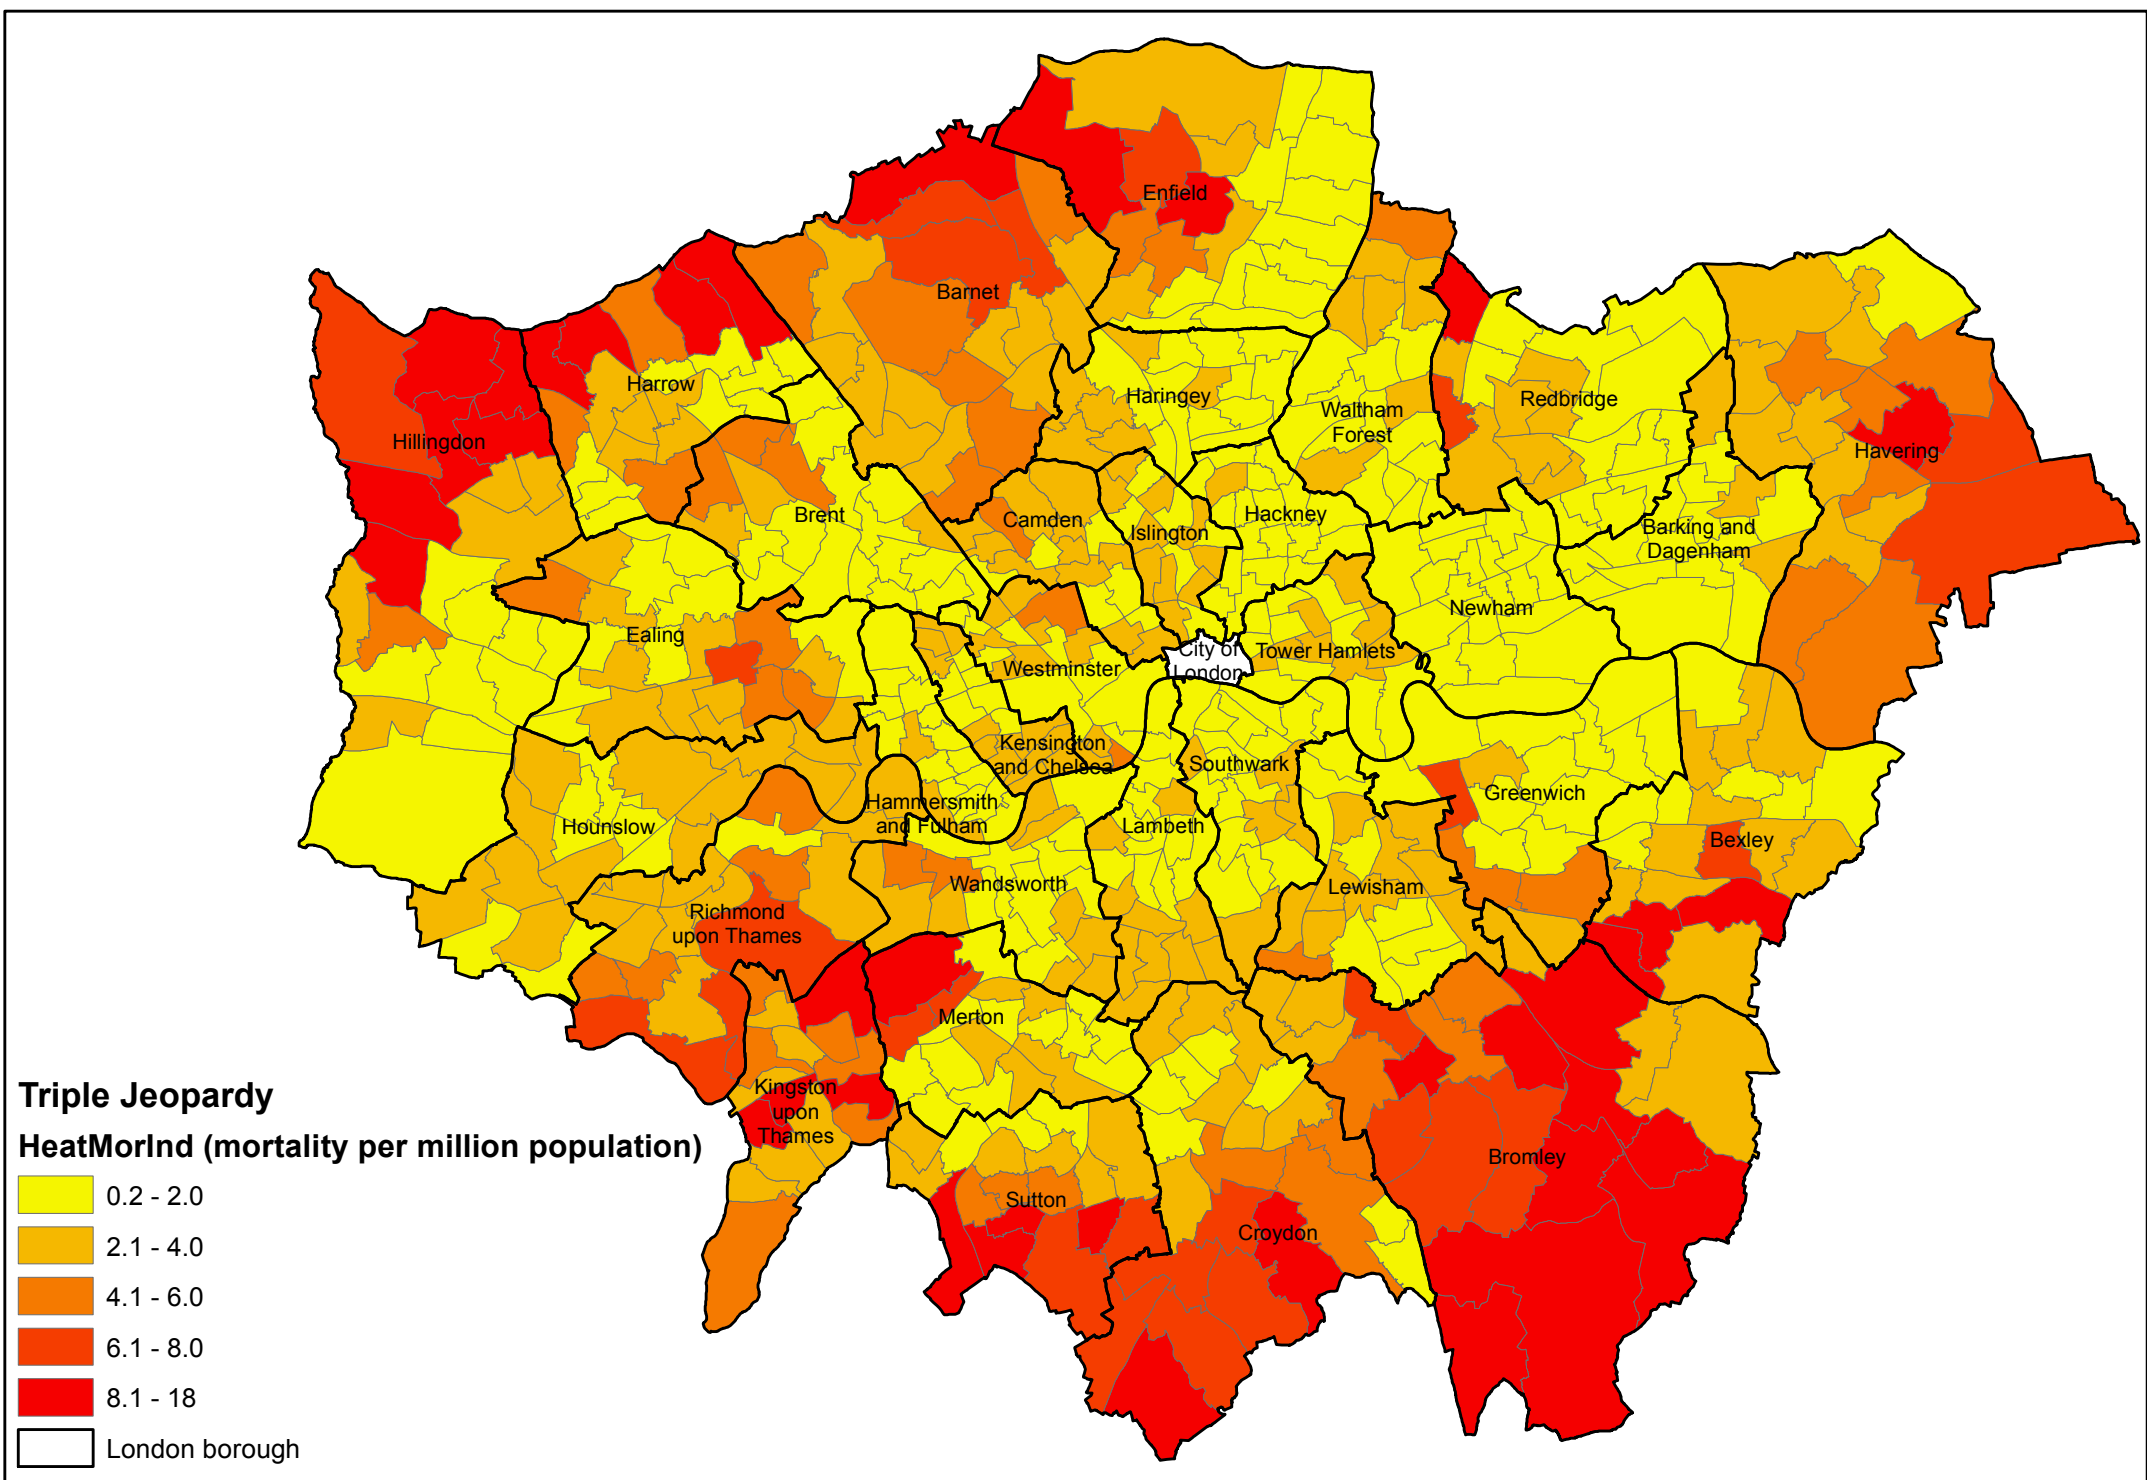 Enfield
Barnet
Harrow
Haringey
Waltham
Forest
Redbridge
Hillingdon
Havering
Brent
Camden
Islington
Hackney
Barking and
Dagenham
Newham
Ealing
Westminster
City of
London
Tower Hamlets
Kensington
and Chelsea
Southwark
Greenwich
Hounslow
Hammersmith
and Fulham
Lambeth
Bexley
Wandsworth
Lewisham
Richmond
upon Thames
Merton
Kingston
upon
Thames
Bromley
Sutton
Croydon
Triple Jeopardy
HeatMorInd (mortality per million population)
0.2 - 2.0
2.1 - 4.0
4.1 - 6.0
6.1 - 8.0
8.1 - 18
London borough